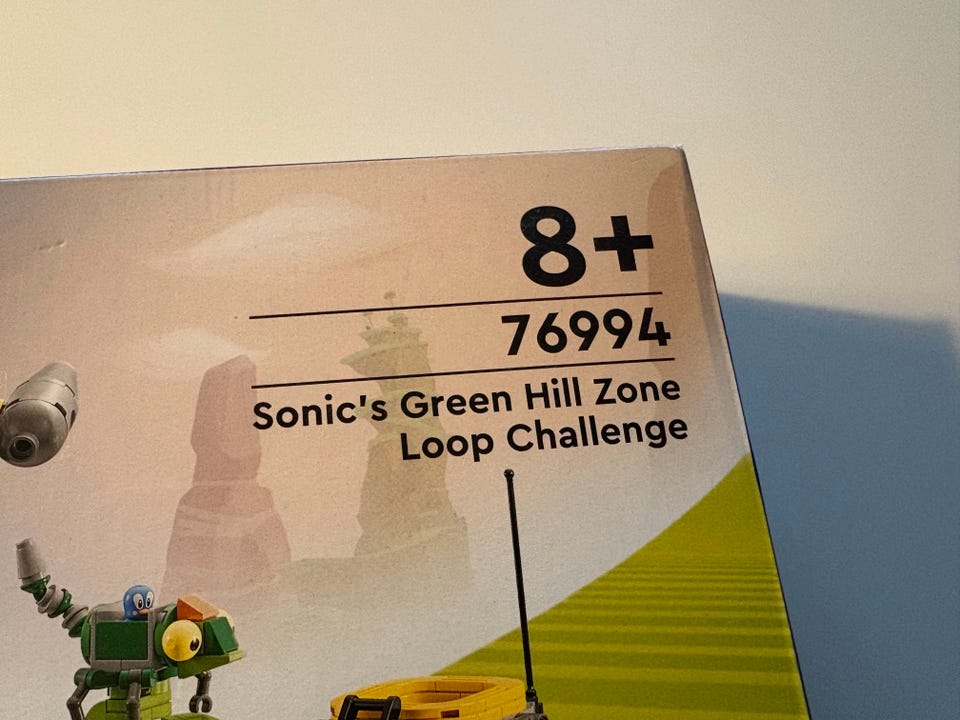 8+
76994
Sonic's Green Hill Zone
Loop Challenge